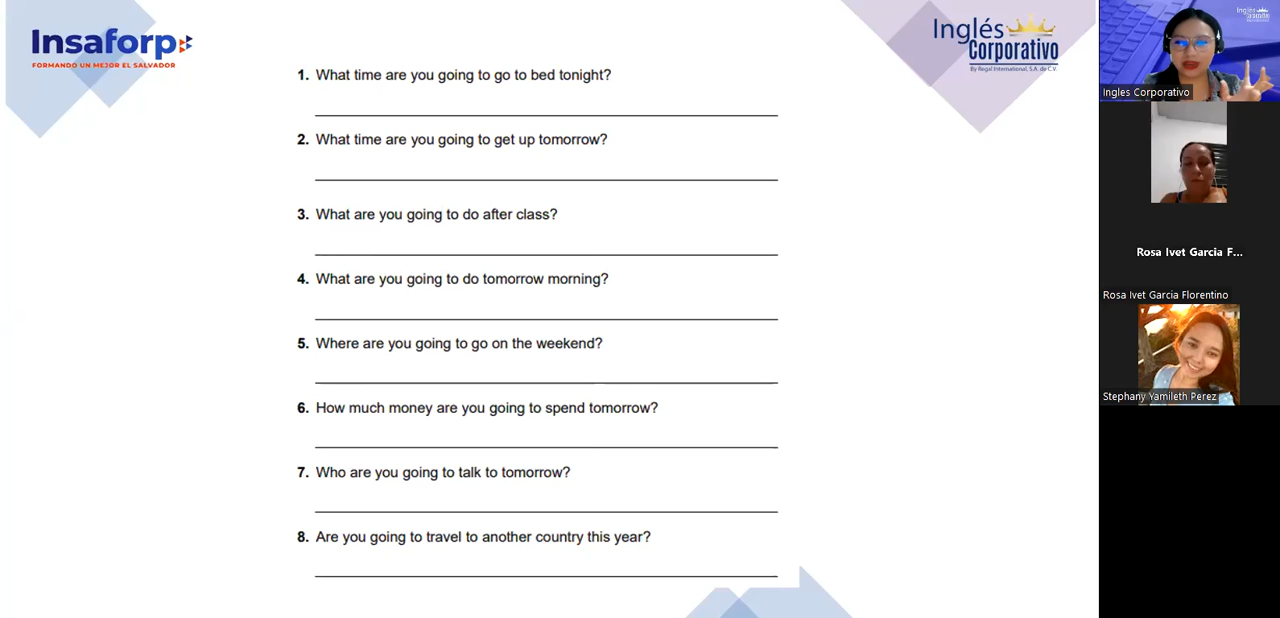 Insaforp
FORMANDO UN MEJOR EL SALVADOR
Inglés
Corporativo
By Regal International, S.A. de C.V.
1. What time are you going to go to bed tonight?
2. What time are you going to get up tomorrow?
3. What are you going to do after class?
4. What are you going to do tomorrow morning?
5. Where are you going to go on the weekend?
6. How much money are you going to spend tomorrow?
7. Who are you going to talk to tomorrow?
8. Are you going to travel to another country this year?
Inglés
Ingles Corporativo
Rosa Ivet Garcia F...
Rosa Ivet Garcia Florentino
Stephany Yamileth Perez